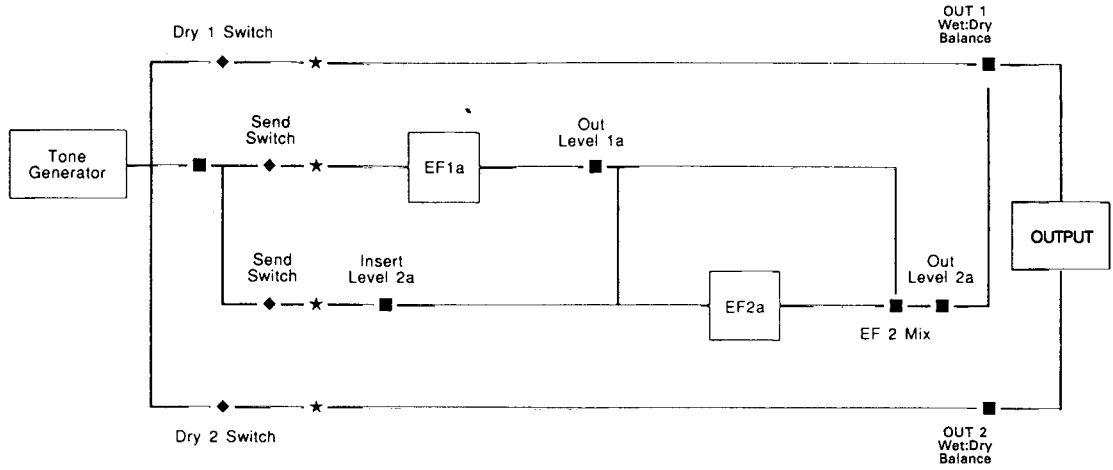 OUT 1
Wet:Dry
Balance
Dry 1 Switch
Send
Switch
Out
Level 1a
Tone
Generator
EF1a
OUTPUT
Send
Switch
Insert
Level 2a
Out
Level 2a
EF2a
EF 2 Mix
Dry 2 Switch
OUT 2
Wet:Dry
Balance